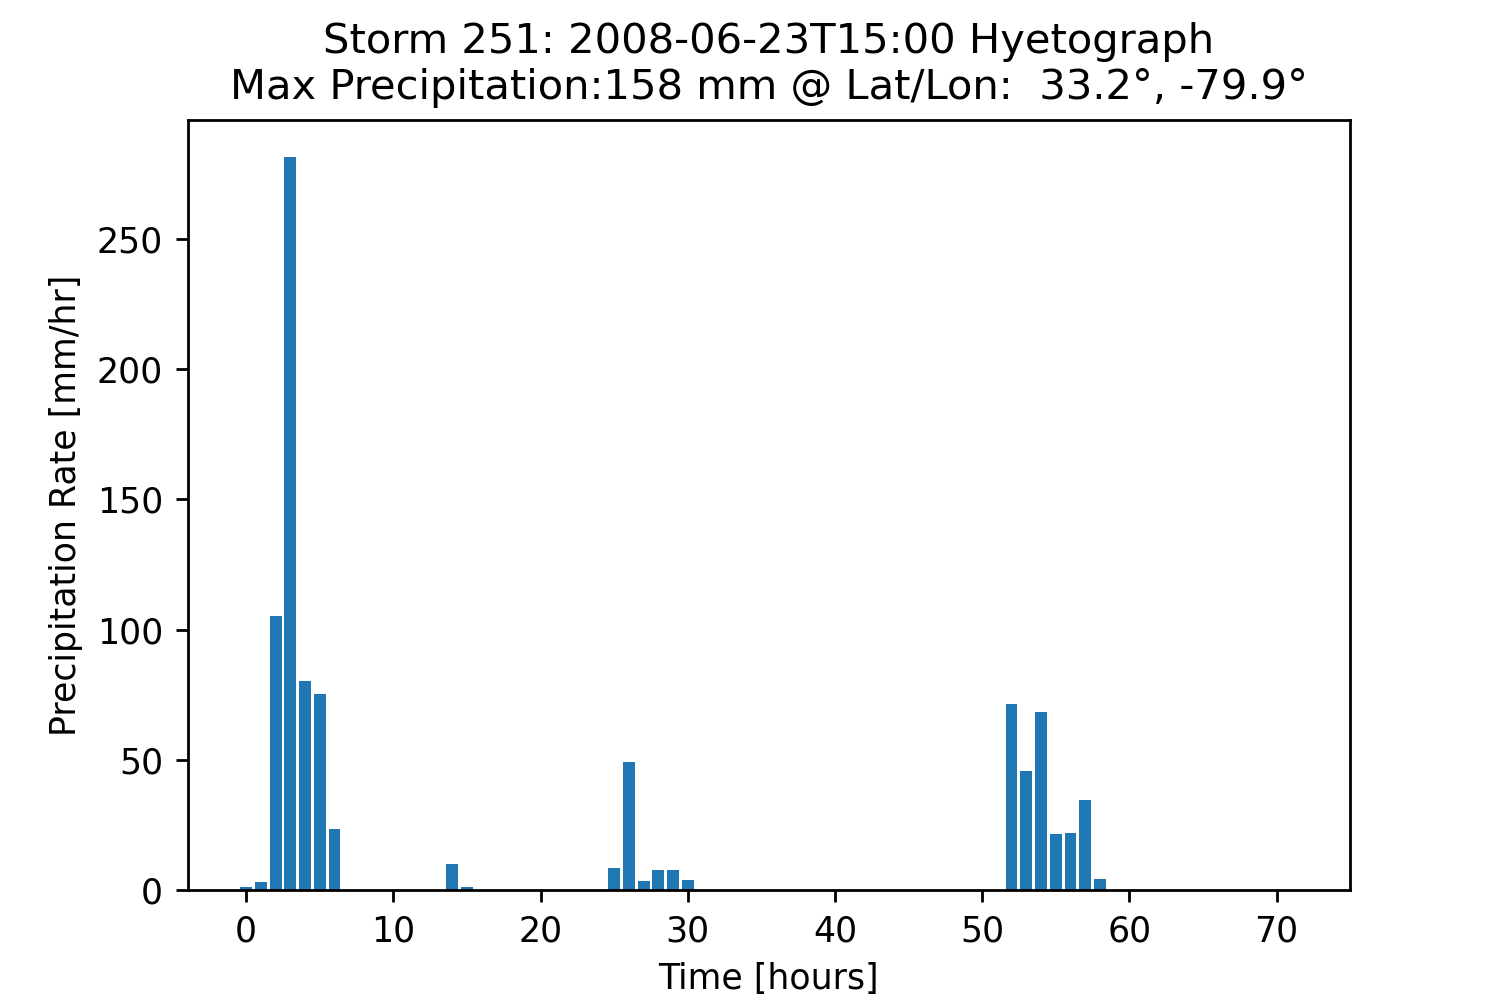 Storm 251: 2008-06-23T15:00 Hyetograph
Max Precipitation:158 mm @ Lat/Lon:  33.2°, -79.9°
Precipitation Rate [mm/hr]
250
200
150
100
50
0
0 10 20 30 40 50 60 70
Time [hours]